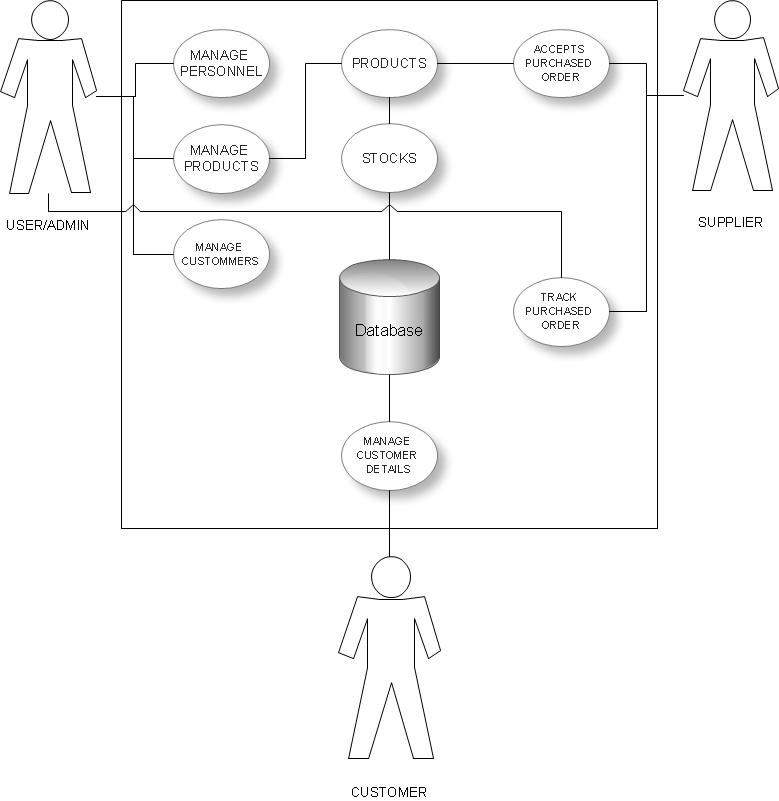 MANAGE
PERSONNEL
PRODUCTS
ACCEPTS
PURCHASED
ORDER
MANAGE
PRODUCTS
STOCKS
USER/ADMIN
SUPPLIER
MANAGE
CUSTOMMERS
Database
TRACK
PURCHASED
ORDER
MANAGE
CUSTOMER
DETAILS
CUSTOMER